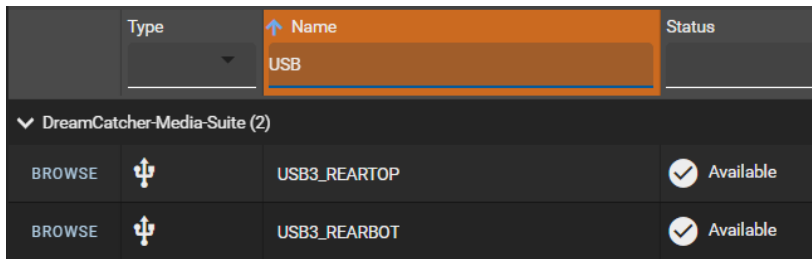 Type Name Status
USB
DreamCatcher-Media-Suite (2)
BROWSE USB3_REARTOP Available
BROWSE USB3_REARBOT Available